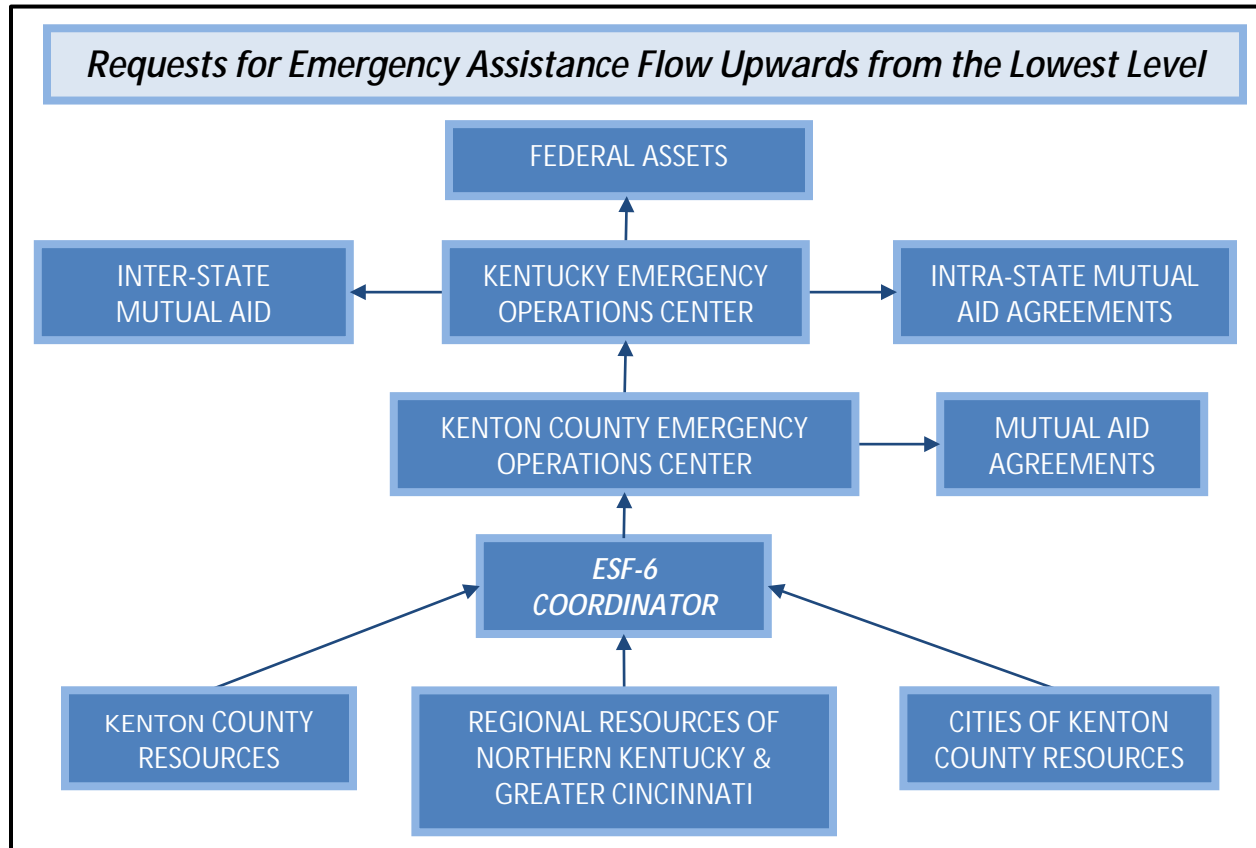 Requests for Emergency Assistance Flow Upwards from the Lowest Level
FEDERAL ASSETS
INTER-STATE
MUTUAL AID
KENTUCKY EMERGENCY
OPERATIONS CENTER
INTRA-STATE MUTUAL
AID AGREEMENTS
KENTON COUNTY EMERGENCY
OPERATIONS CENTER
MUTUAL AID
AGREEMENTS
ESF-6
COORDINATOR
KENTON COUNTY
RESOURCES
REGIONAL RESOURCES OF
NORTHERN KENTUCKY &
GREATER CINCINNATI
CITIES OF KENTON
COUNTY RESOURCES